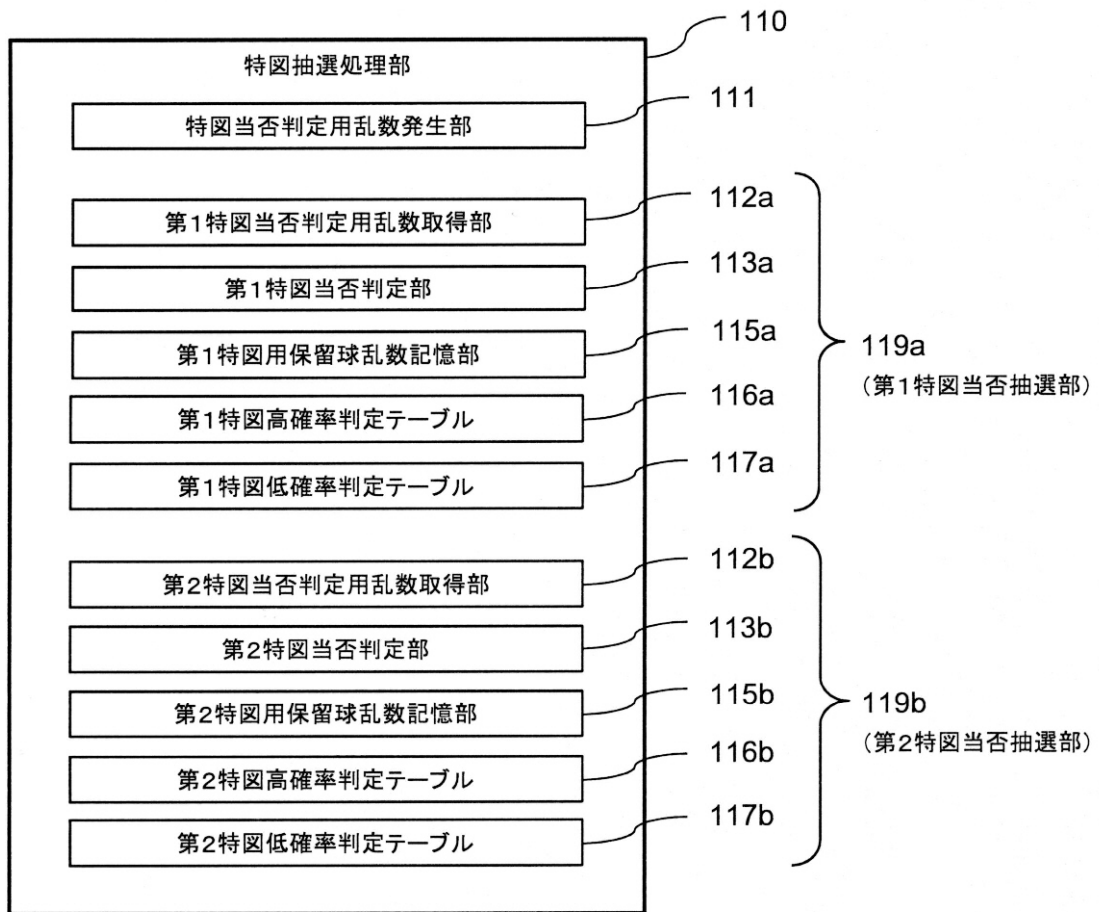 110
特図抽選処理部
特図当否判定用乱数発生部
111
第1特図当否判定用乱数取得部
112a
第1特図当否判定部
113a
第1特図用保留球乱数記憶部
115a
第1特図高確率判定テーブル
116a
第1特図低確率判定テーブル
117a
119a
（第1特図当否抽選部）
第2特図当否判定用乱数取得部
112b
第2特図当否判定部
113b
第2特図用保留球乱数記憶部
115b
第2特図高確率判定テーブル
116b
第2特図低確率判定テーブル
117b
119b
（第2特図当否抽選部）